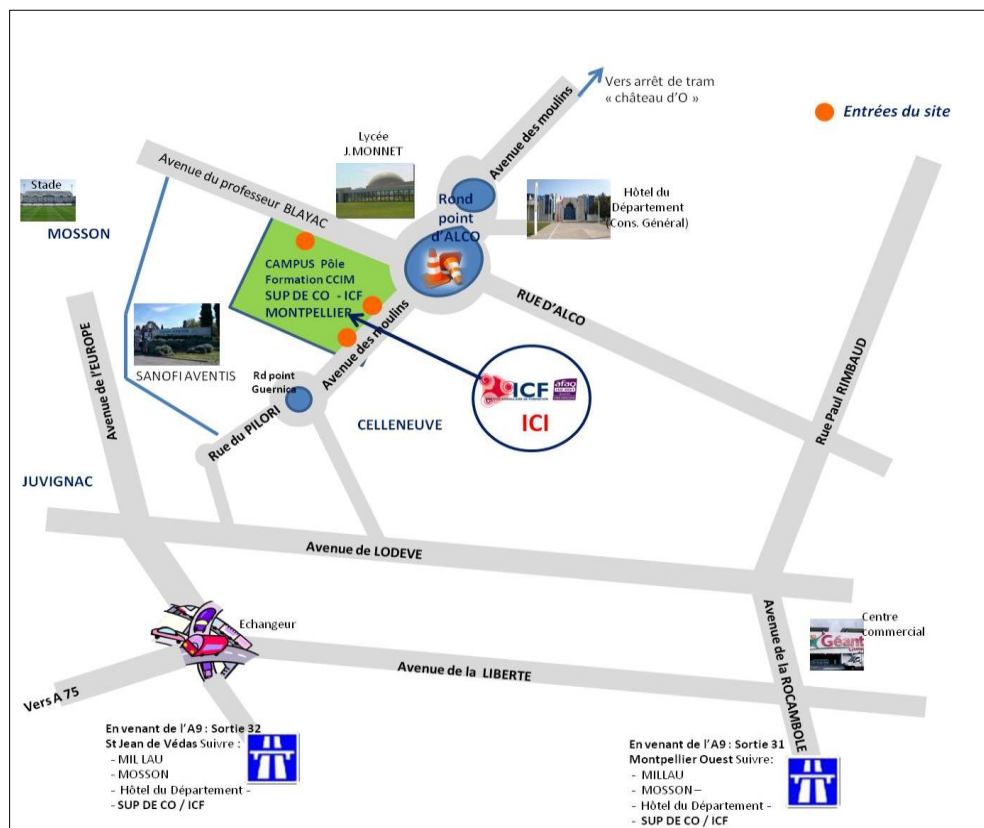 Vers arrêt de tram
« château d'O »
Avenue des moulins
Entrées du site
Lycée
J.MONNET
Avenue du professeur BLAYAC
Stade
MOSSON
Rond
point
d'ALCO
Hôtel du
Département
(Cons. Général)
CAMPUS Pôle
Formation CCIM
SUP DE CO - ICF
MONTPELLIER
RUE D'ALCO
Avenue des moulins
Avenue de l'EUROPE
SANOFI AVENTIS
Rd point
Guernica
ICF
afaq
ICI
CELLENEUVE
Rue du PILORI
Rue Paul RIMBAUD
JUVIGNAC
Avenue de LODEVE
Echangeur
Centre
commercial
Géant
Avenue de la LIBERTE
Avenue de la ROCAMBOLE
Vers A 75
En venant de l'A9 : Sortie 32
St Jean de Védas Suivre :
- MIL LAU
- MOSSON
- Hôtel du Département -
- SUP DE CO / ICF
En venant de l'A9 : Sortie 31
Montpellier Ouest Suivre:
- MILLAU
- MOSSON –
- Hôtel du Département -
- SUP DE CO / ICF